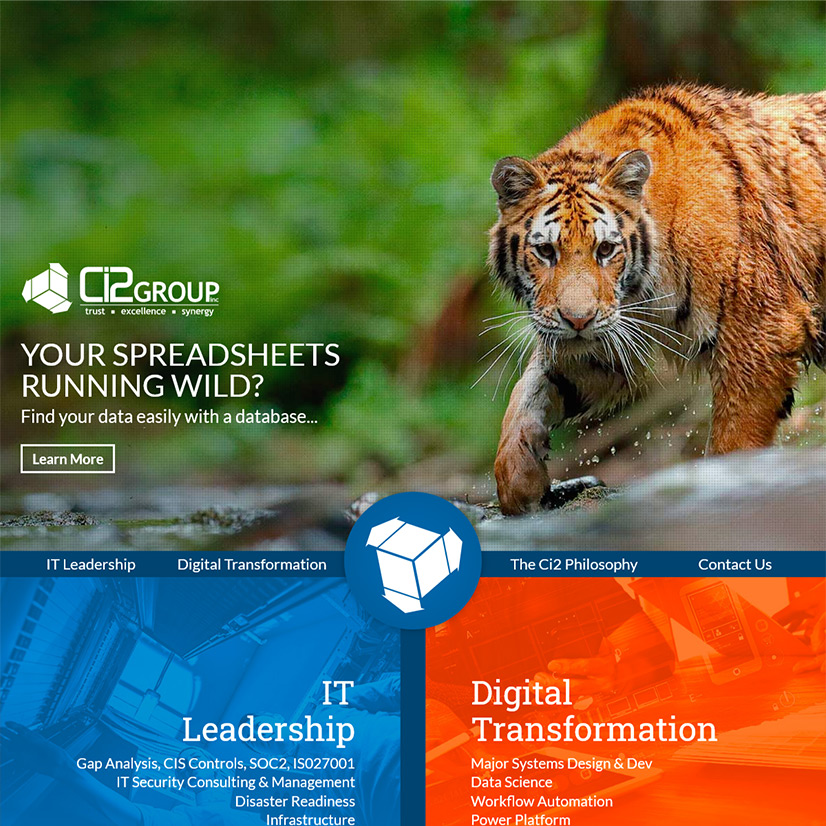 Ci2GROUP inc
trust ▪ excellence ▪ synergy
YOUR SPREADSHEETS
RUNNING WILD?
Find your data easily with a database...
Learn More
IT Leadership
Digital Transformation
The Ci2 Philosophy
Contact Us
IT
Leadership
Gap Analysis, CIS Controls, SOC2, IS027001
IT Security Consulting & Management
Disaster Readiness
Infrastructure
Digital
Transformation
Major Systems Design & Dev
Data Science
Workflow Automation
Power Platform